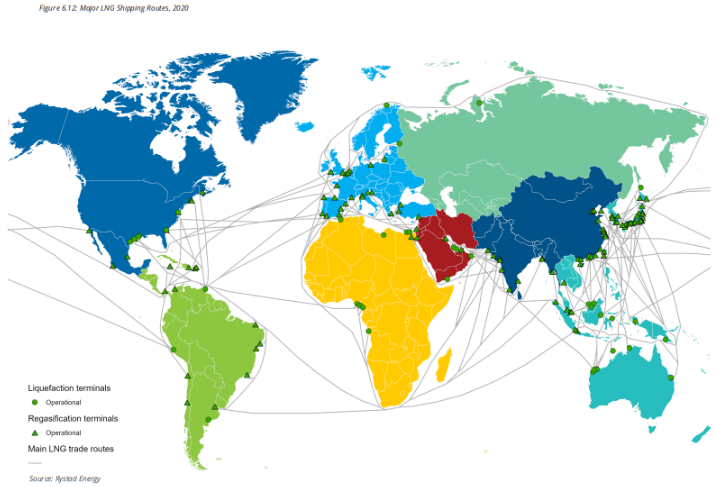 Figure 6.12: Major LNG Shipping Routes, 2020
Liquefaction terminals
Operational
Regasification terminals
Operational
Main LNG trade routes
Source: Rystad Energy